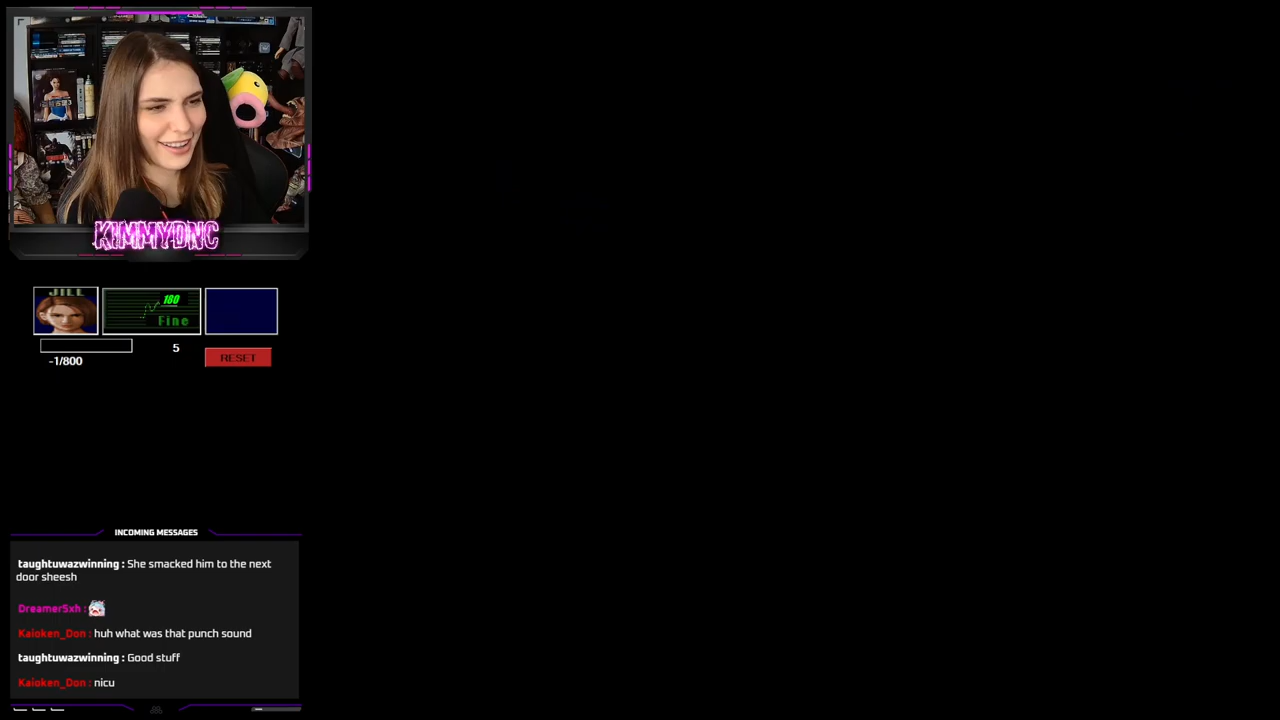 KIMMYDNC
JILL
180
Fine
5
-1/800
RESET
INCOMING MESSAGES
taughtuwazwinning : She smacked him to the next
door sheesh
DreamerSxh :
Kaioken_Don : huh what was that punch sound
taughtuwazwinning : Good stuff
Kaioken_Don : nicu